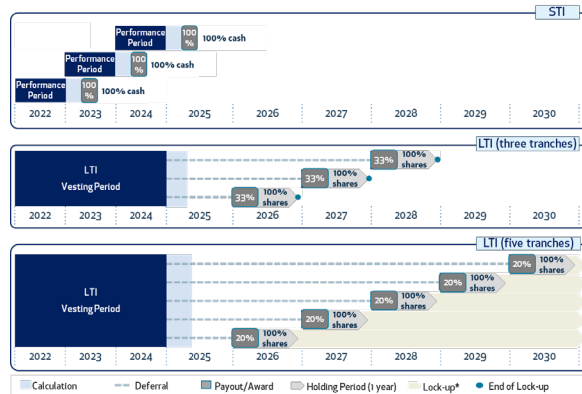 STI
Performance
Period
100
%
100% cash
Performance
Period
100
%
100% cash
Performance
Period
100
%
100% cash
2022 2023 2024 2025 2026 2027 2028 2029 2030
LTI (three tranches)
LTI
Vesting Period
33%
100%
shares
33%
100%
shares
33%
100%
shares
2022 2023 2024 2025 2026 2027 2028 2029 2030
LTI (five tranches)
LTI
Vesting Period
20%
100%
shares
20%
100%
shares
20%
100%
shares
20%
100%
shares
20%
100%
shares
2022 2023 2024 2025 2026 2027 2028 2029 2030
Calculation Deferral Payout/Award Holding Period (1 year) Lock-up* End of Lock-up